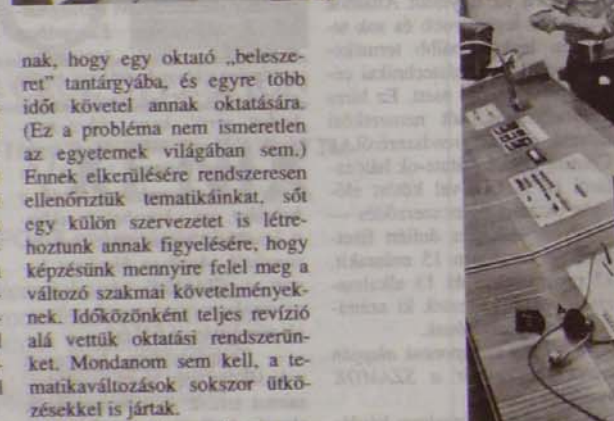 nak, hogy egy oktató „belesze-
ret” tantárgyába, és egyre több
időt követel annak oktatására.
(Ez a probléma nem ismeretlen
az egyetemek világában sem.)
Ennek elkerülésére rendszeresen
ellenőriztük tematikáinkat, sőt
egy külön szervezetet is létre-
hoztunk annak figyelésére, hogy
képzésünk mennyire felel meg a
változó szakmai követelmények-
nek. Időközönként teljes revízió
alá vettük oktatási rendszerün-
ket. Mondanom sem kell, a te-
matikaváltozások sokszor ütkö-
zésekkel is jártak.